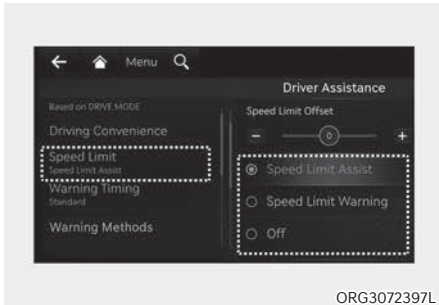 Menu
Driver Assistance
Based on DRIVE MODE
Driving Convenience
Speed Limit
Speed Limit Assist
Warning Timing
Standard
Warning Methods
Speed Limit Offset
- 0 +
Speed Limit Assist
Speed Limit Warning
Off
ORG3072397L